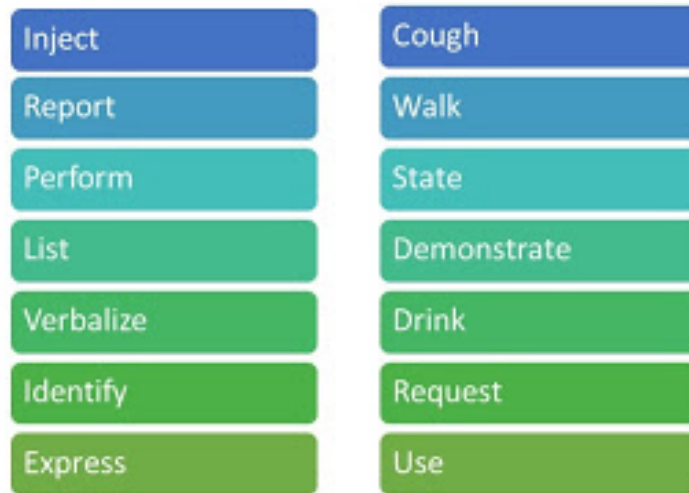 Inject
Report
Perform
List
Verbalize
Identify
Express
Cough
Walk
State
Demonstrate
Drink
Request
Use